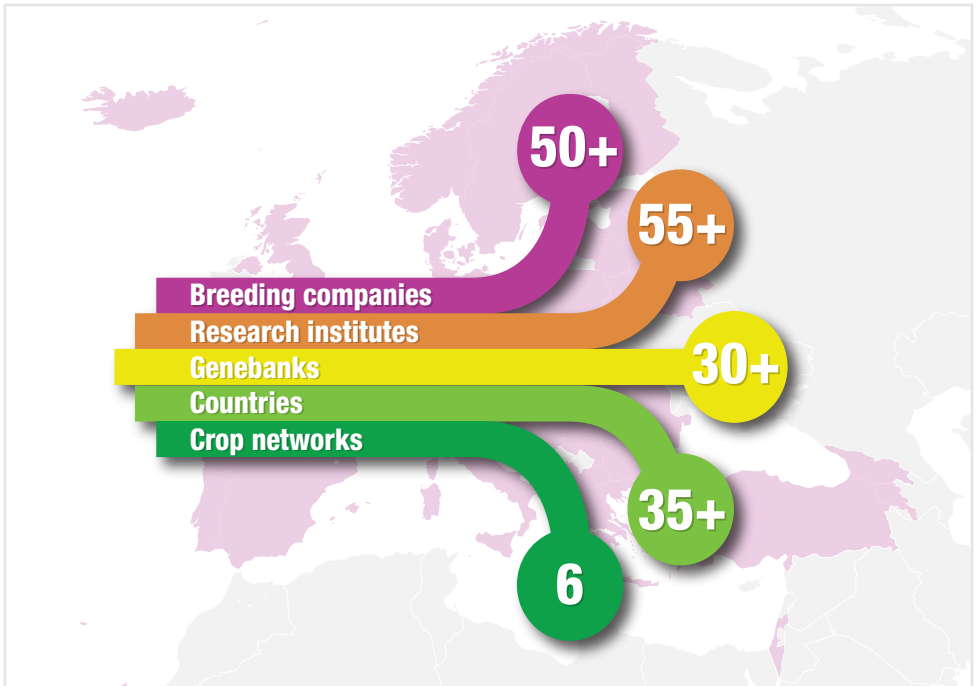 50+
55+
Breeding companies
Research institutes
Genebanks
30+
Countries
Crop networks
35+
6